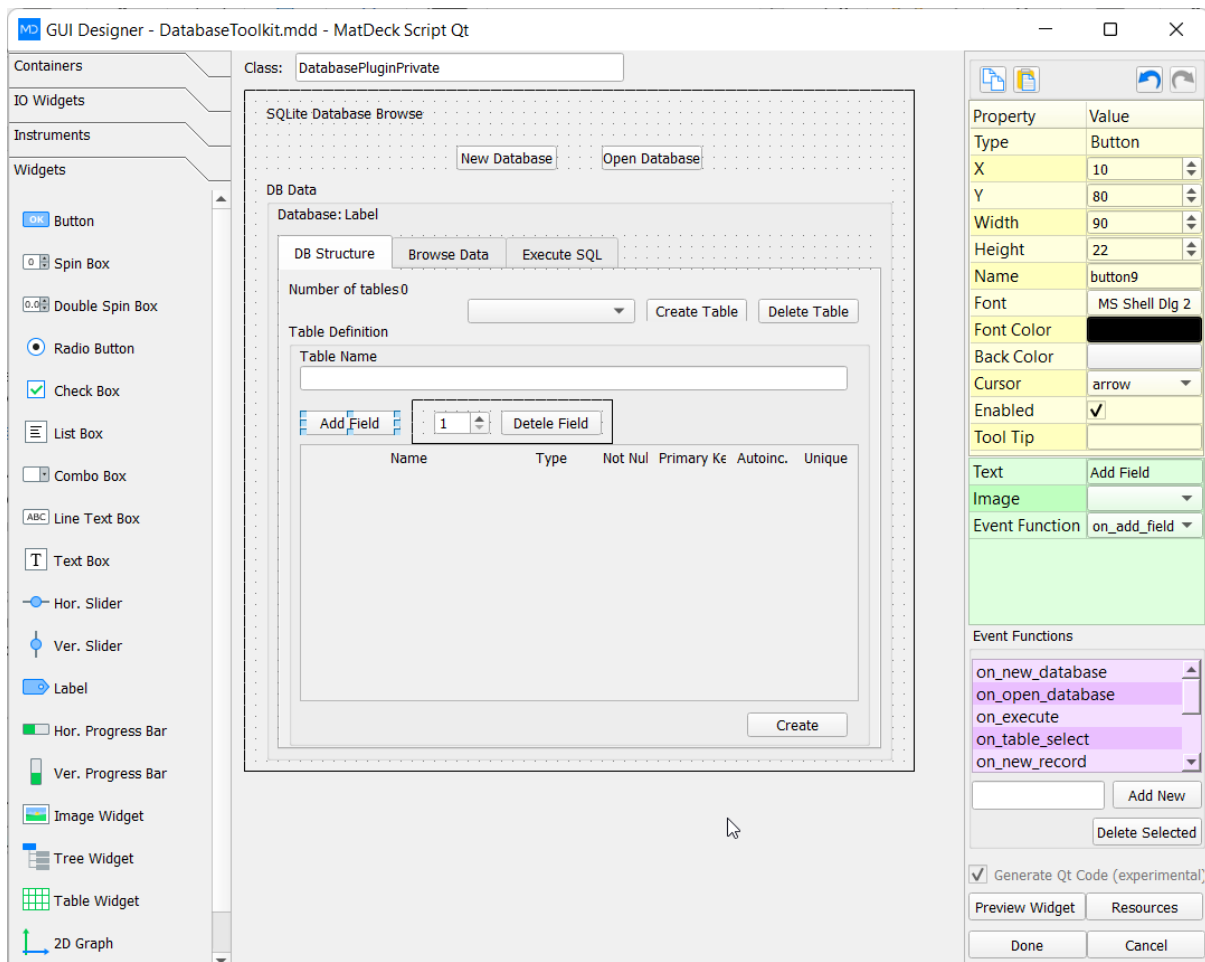 MD GUI Designer - DatabaseToolkit.mdd - MatDeck Script Qt
Containers
IO Widgets
Instruments
Widgets
OK Button
0 Spin Box
0.0 Double Spin Box
Radio Button
Check Box
List Box
Combo Box
ABC Line Text Box
T Text Box
Hor. Slider
Ver. Slider
Label
Hor. Progress Bar
Ver. Progress Bar
Image Widget
Tree Widget
Table Widget
2D Graph
Class: DatabasePluginPrivate
SQLite Database Browse
New Database Open Database
DB Data
Database: Label
DB Structure Browse Data Execute SQL
Number of tables 0
Create Table Delete Table
Table Definition
Table Name
Add Field 1 Detele Field
Name Type Not Nul Primary Ke Autoinc. Unique
Create
Property Value
Type Button
X 10
Y 80
Width 90
Height 22
Name button9
Font MS Shell Dlg 2
Font Color
Back Color
Cursor arrow
Enabled
Tool Tip
Text Add Field
Image
Event Function on_add_field
Event Functions
on_new_database
on_open_database
on_execute
on_table_select
on_new_record
Add New
Delete Selected
Generate Qt Code (experimental)
Preview Widget Resources
Done Cancel